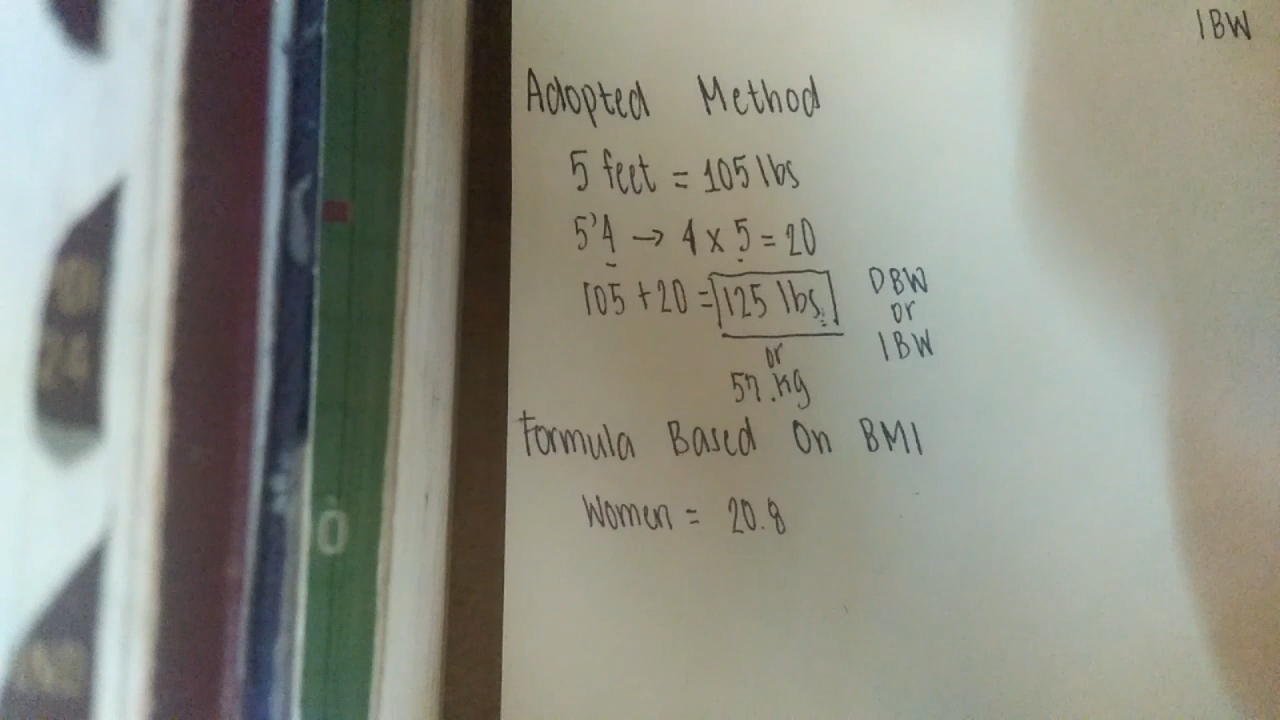 IBW
Adopted Method
5 feet = 105 lbs
5'4 → 4 x 5 = 20
105 + 20 = 125 lbs.
DBW
or
IBW
or
57.kg
Formula Based On BMI
Women = 20.8